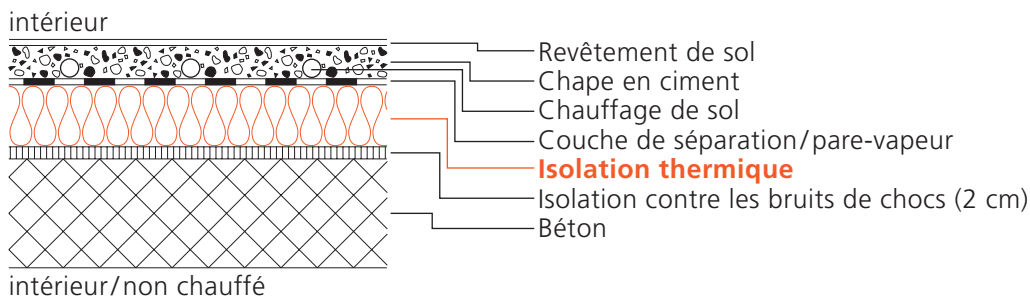 intérieur
Revêtement de sol
Chape en ciment
Chauffage de sol
Couche de séparation/pare-vapeur
Isolation thermique
Isolation contre les bruits de chocs (2 cm)
Béton
intérieur/non chauffé